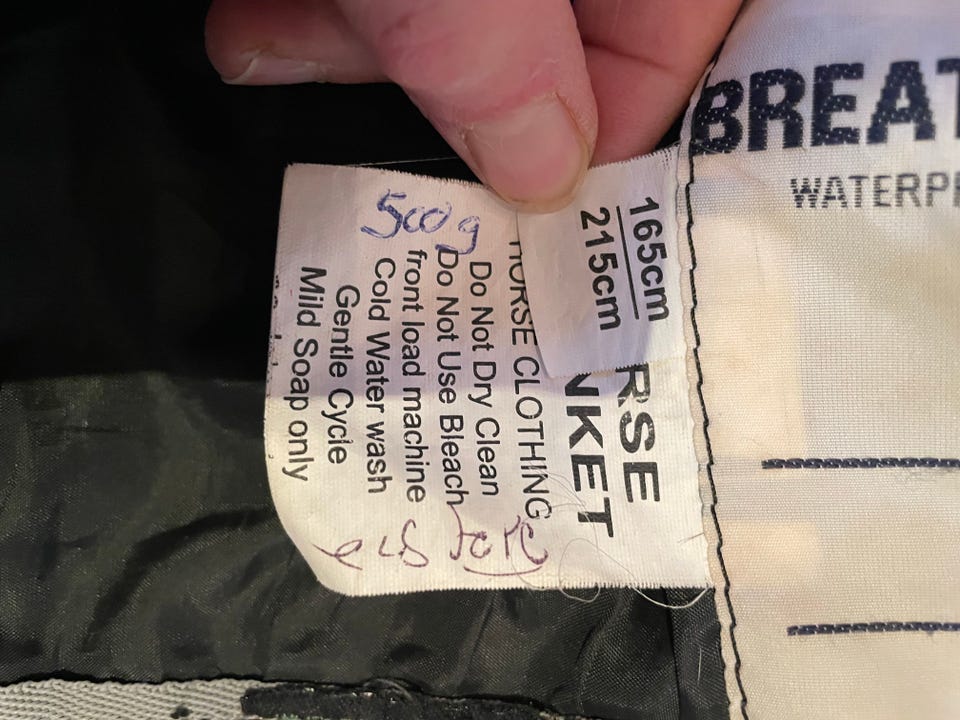 165cm
215cm
RSE
NKET
HORSE CLOTHING
Do Not Dry Clean
Do Not Use Bleach
front load machine
Cold Water wash
Gentle Cycle
Mild Soap only
500g
BREAT
WATERP